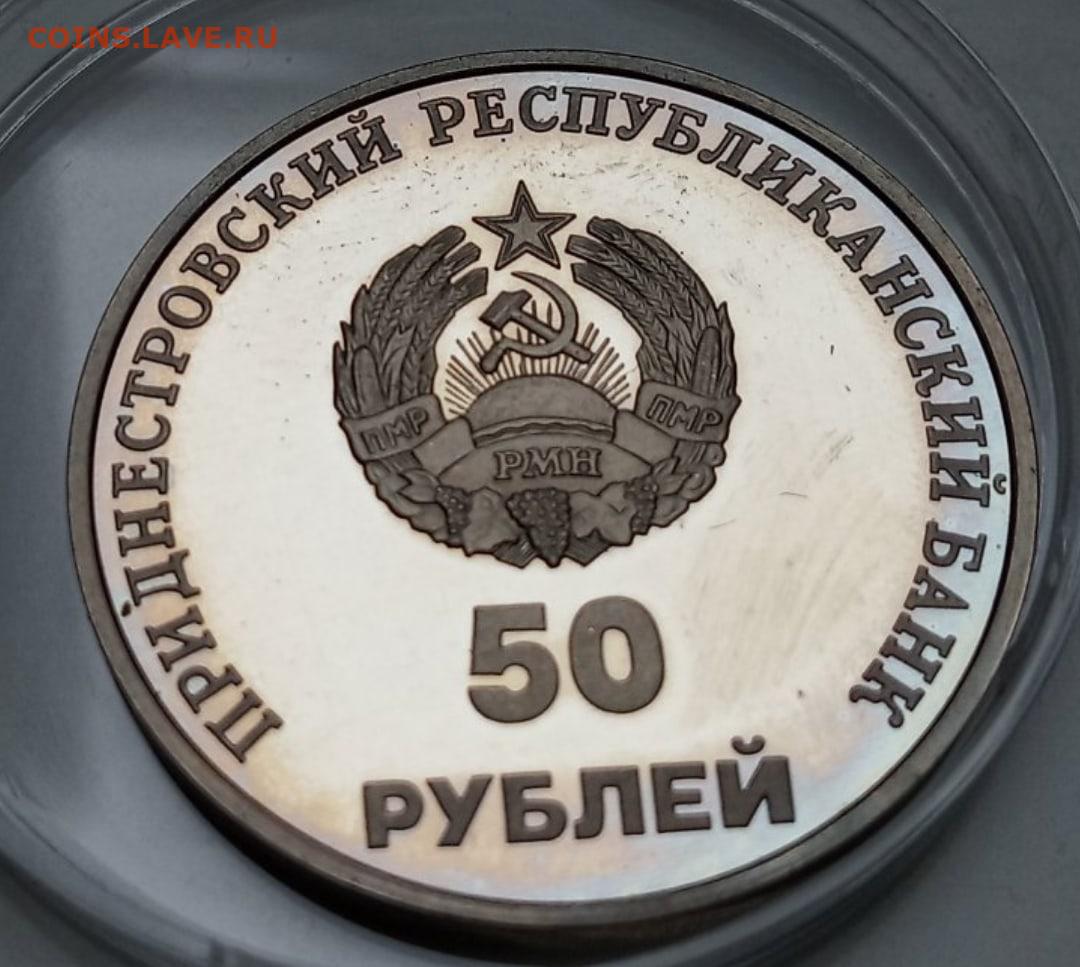 COINS.LAVE.RU
ПРИДНЕСТРОВСКИЙ РЕСПУБЛИКАНСКИЙ БАНК
ПМР
ПМР
РМН
с
50
РУБЛЕЙ